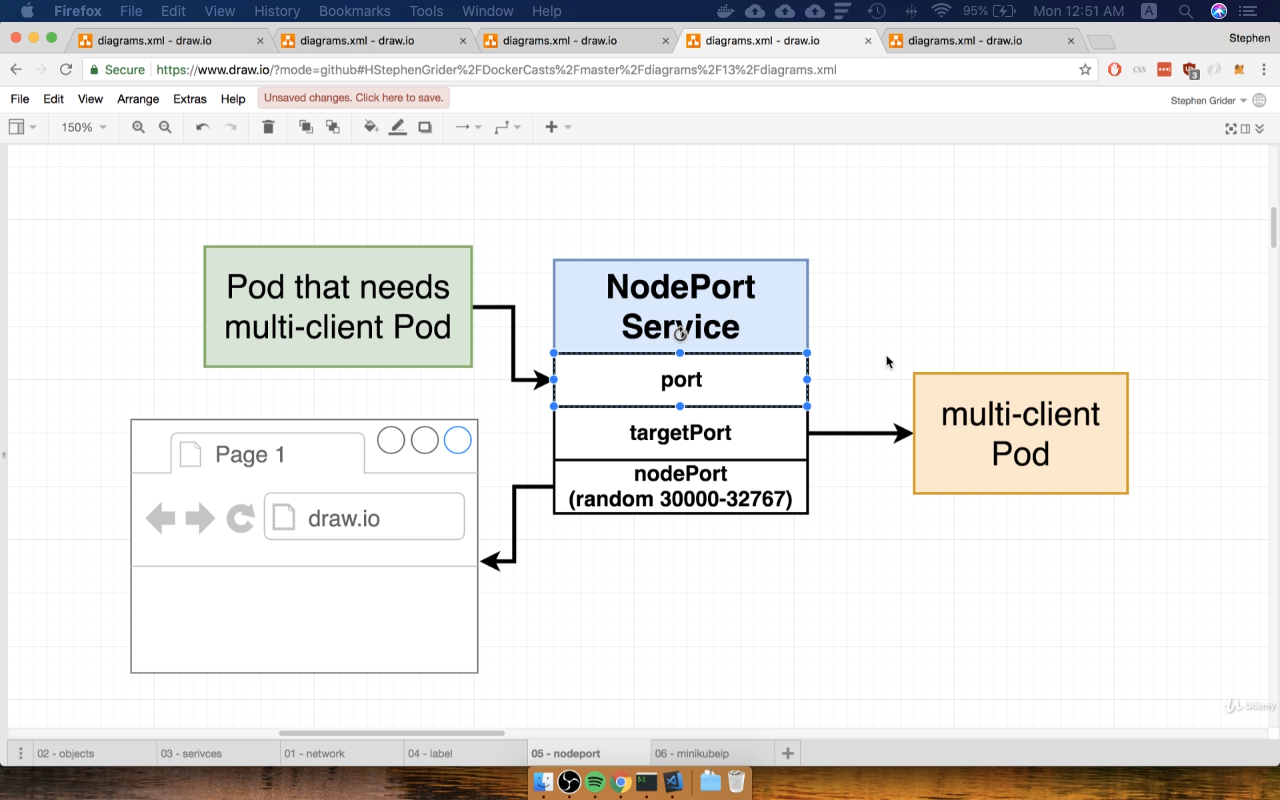 Firefox File Edit View History Bookmarks Tools Window Help 95% Mon 12:51 AM A
diagrams.xml - draw.io diagrams.xml - draw.io diagrams.xml - draw.io diagrams.xml - draw.io diagrams.xml - draw.io Stephen
Secure https://www.draw.io/?mode=github#HStephenGrider%2FDockerCasts%2Fmaster%2Fdiagrams%2F13%2Fdiagrams.xml CSS 3
File Edit View Arrange Extras Help Unsaved changes. Click here to save. Stephen Grider
150%
Pod that needs
multi-client Pod
NodePort
Service
port
targetPort
nodePort
(random 30000-32767)
multi-client
Pod
Page 1
draw.io
Udemy
02 - objects 03 - serivces 01 - network 04 - label 05 - nodeport 06 - minikubeip